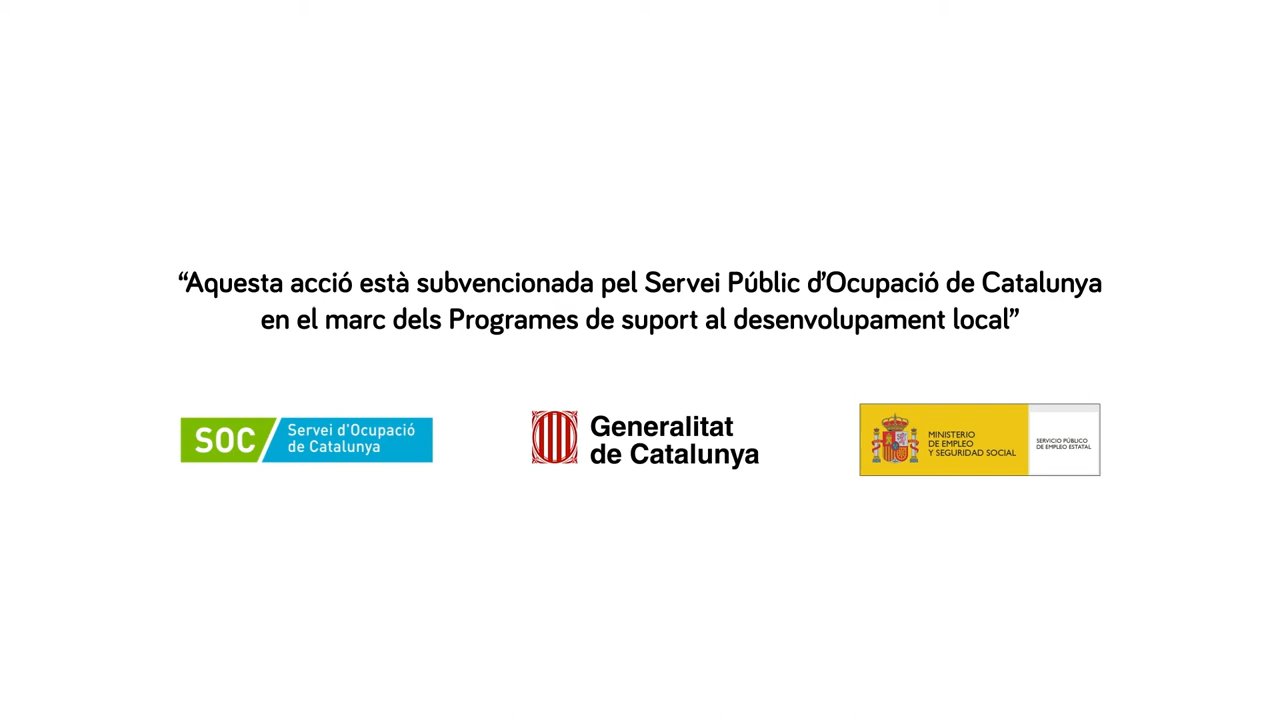 “Aquesta acció està subvencionada pel Servei Públic d’Ocupació de Catalunya
en el marc dels Programes de suport al desenvolupament local”
SOC
Servei d’Ocupació
de Catalunya
Generalitat
de Catalunya
MINISTERIO
DE EMPLEO
Y SEGURIDAD SOCIAL
SERVICIO PÚBLICO
DE EMPLEO ESTATAL